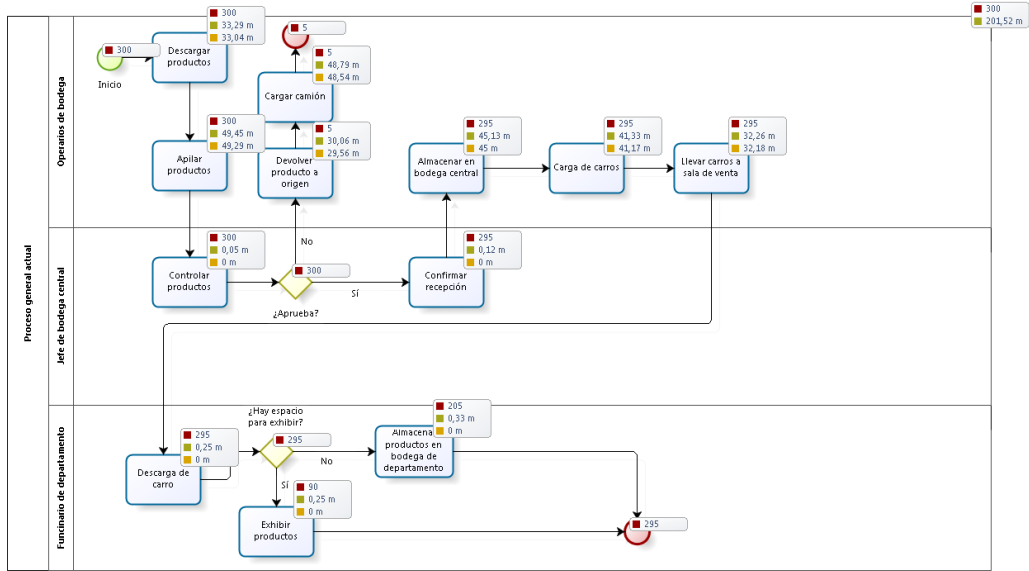 300
201,52 m
Proceso general actual
Operarios de bodega
300
Inicio
300
33,29 m
33,04 m
Descargar
productos
5
5
48,79 m
48,54 m
Cargar camión
300
49,45 m
49,29 m
Apilar
productos
5
30,06 m
29,56 m
Devolver
producto a
origen
295
45,13 m
45 m
Almacenar en
bodega central
295
41,33 m
41,17 m
Carga de carros
295
32,26 m
32,18 m
Llevar carros a
sala de venta
Jefe de bodega central
300
0,05 m
0 m
Controlar
productos
No
300
¿Aprueba?
Sí
295
0,12 m
0 m
Confirmar
recepción
Funcinario de departamento
295
0,25 m
0 m
Descarga de
carro
¿Hay espacio
para exhibir?
295
No
Sí
205
0,33 m
0 m
Almacena
productos en
bodega de
departamento
90
0,25 m
0 m
Exhibir
productos
295